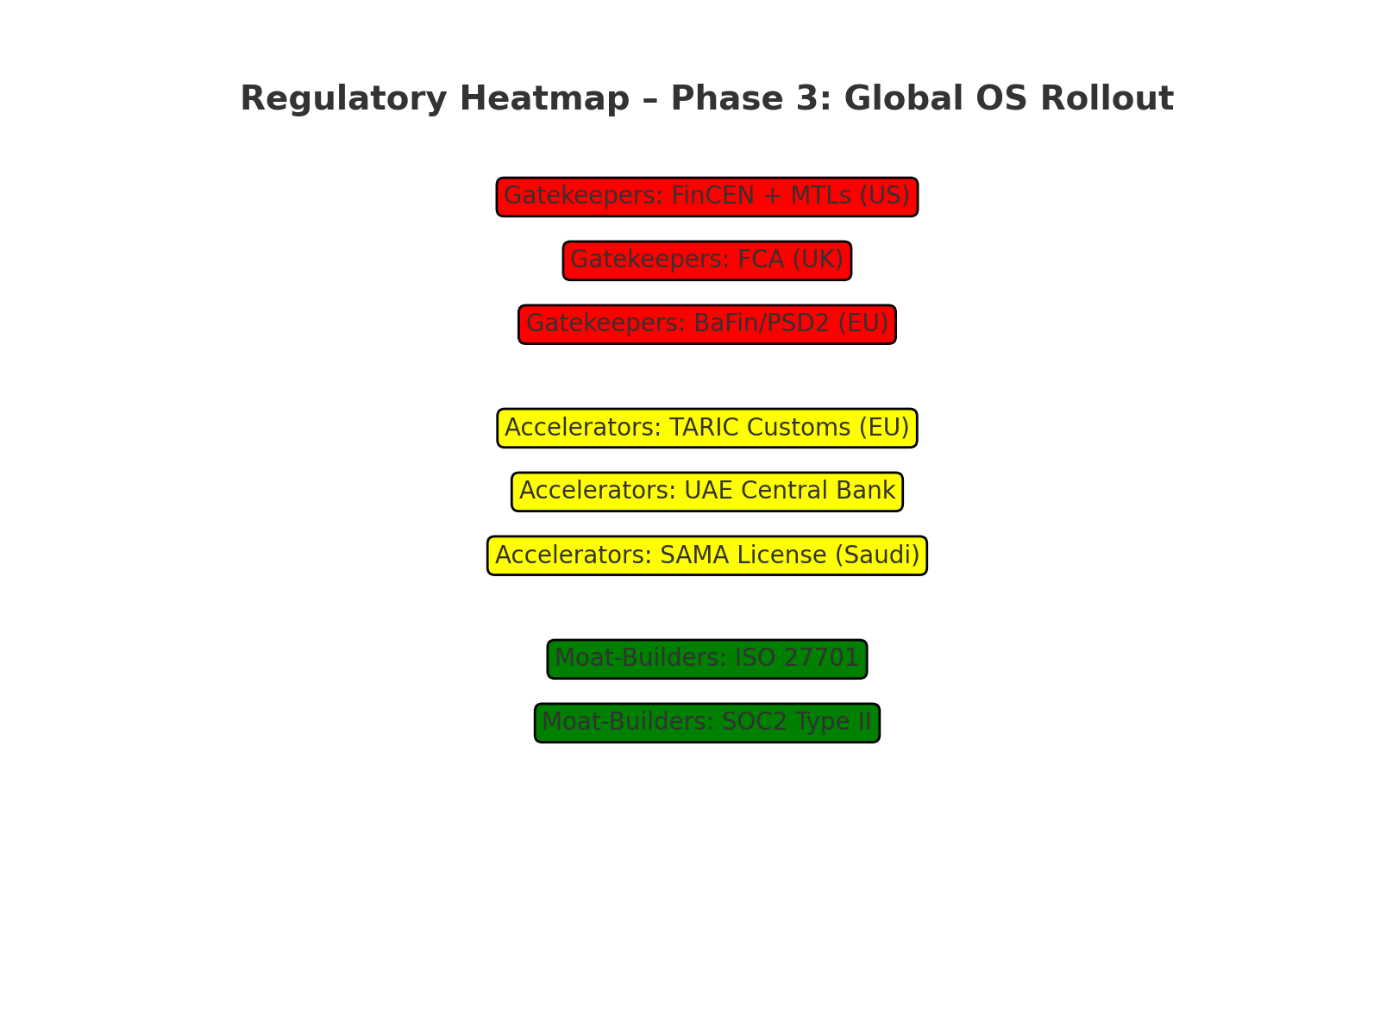 Regulatory Heatmap – Phase 3: Global OS Rollout
Gatekeepers: FinCEN + MTLs (US)
Gatekeepers: FCA (UK)
Gatekeepers: BaFin/PSD2 (EU)
Accelerators: TARIC Customs (EU)
Accelerators: UAE Central Bank
Accelerators: SAMA License (Saudi)
Moat-Builders: ISO 27701
Moat-Builders: SOC2 Type II